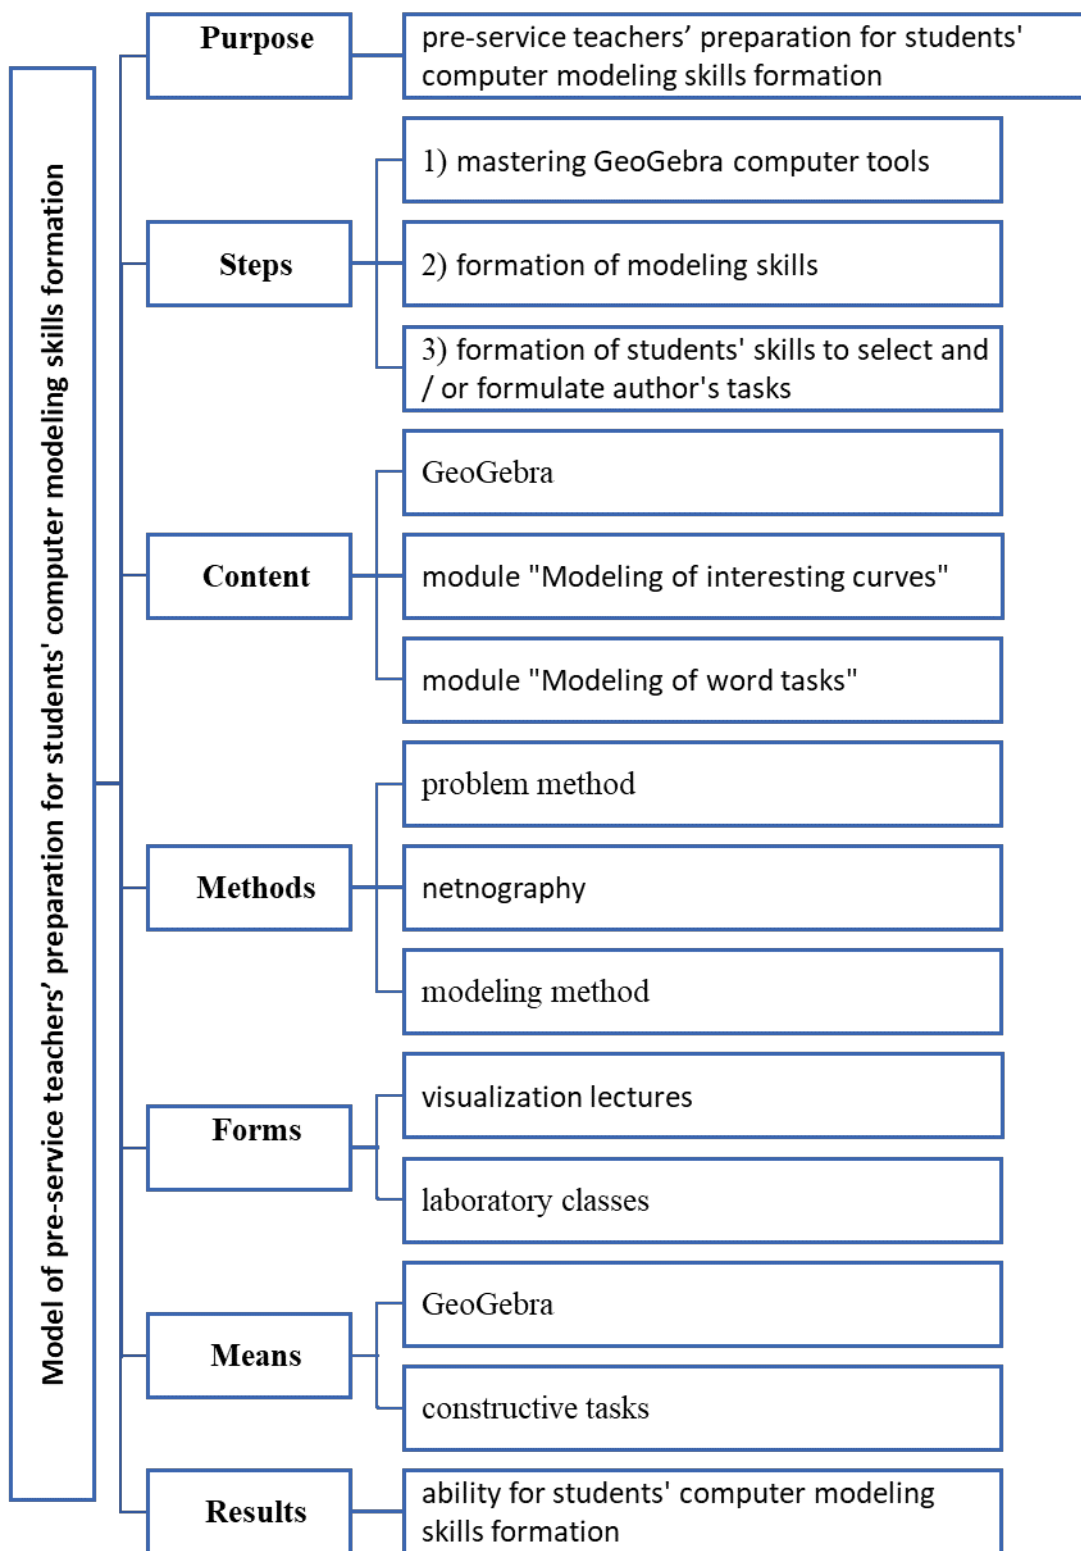 Model of pre-service teachers’ preparation for students' computer modeling skills formation
Purpose
pre-service teachers’ preparation for students'
computer modeling skills formation
Steps
1) mastering GeoGebra computer tools
2) formation of modeling skills
3) formation of students' skills to select and
/ or formulate author's tasks
Content
GeoGebra
module "Modeling of interesting curves"
module "Modeling of word tasks"
Methods
problem method
netnography
modeling method
Forms
visualization lectures
laboratory classes
Means
GeoGebra
constructive tasks
Results
ability for students' computer modeling
skills formation